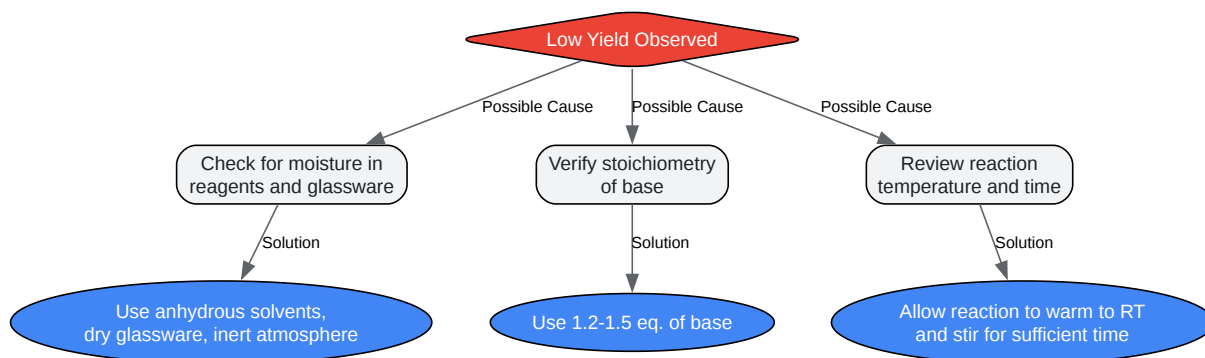 Low Yield Observed
Possible Cause
Possible Cause
Possible Cause
Check for moisture in
reagents and glassware
Verify stoichiometry
of base
Review reaction
temperature and time
Solution
Solution
Solution
Use anhydrous solvents,
dry glassware, inert atmosphere
Use 1.2-1.5 eq. of base
Allow reaction to warm to RT
and stir for sufficient time